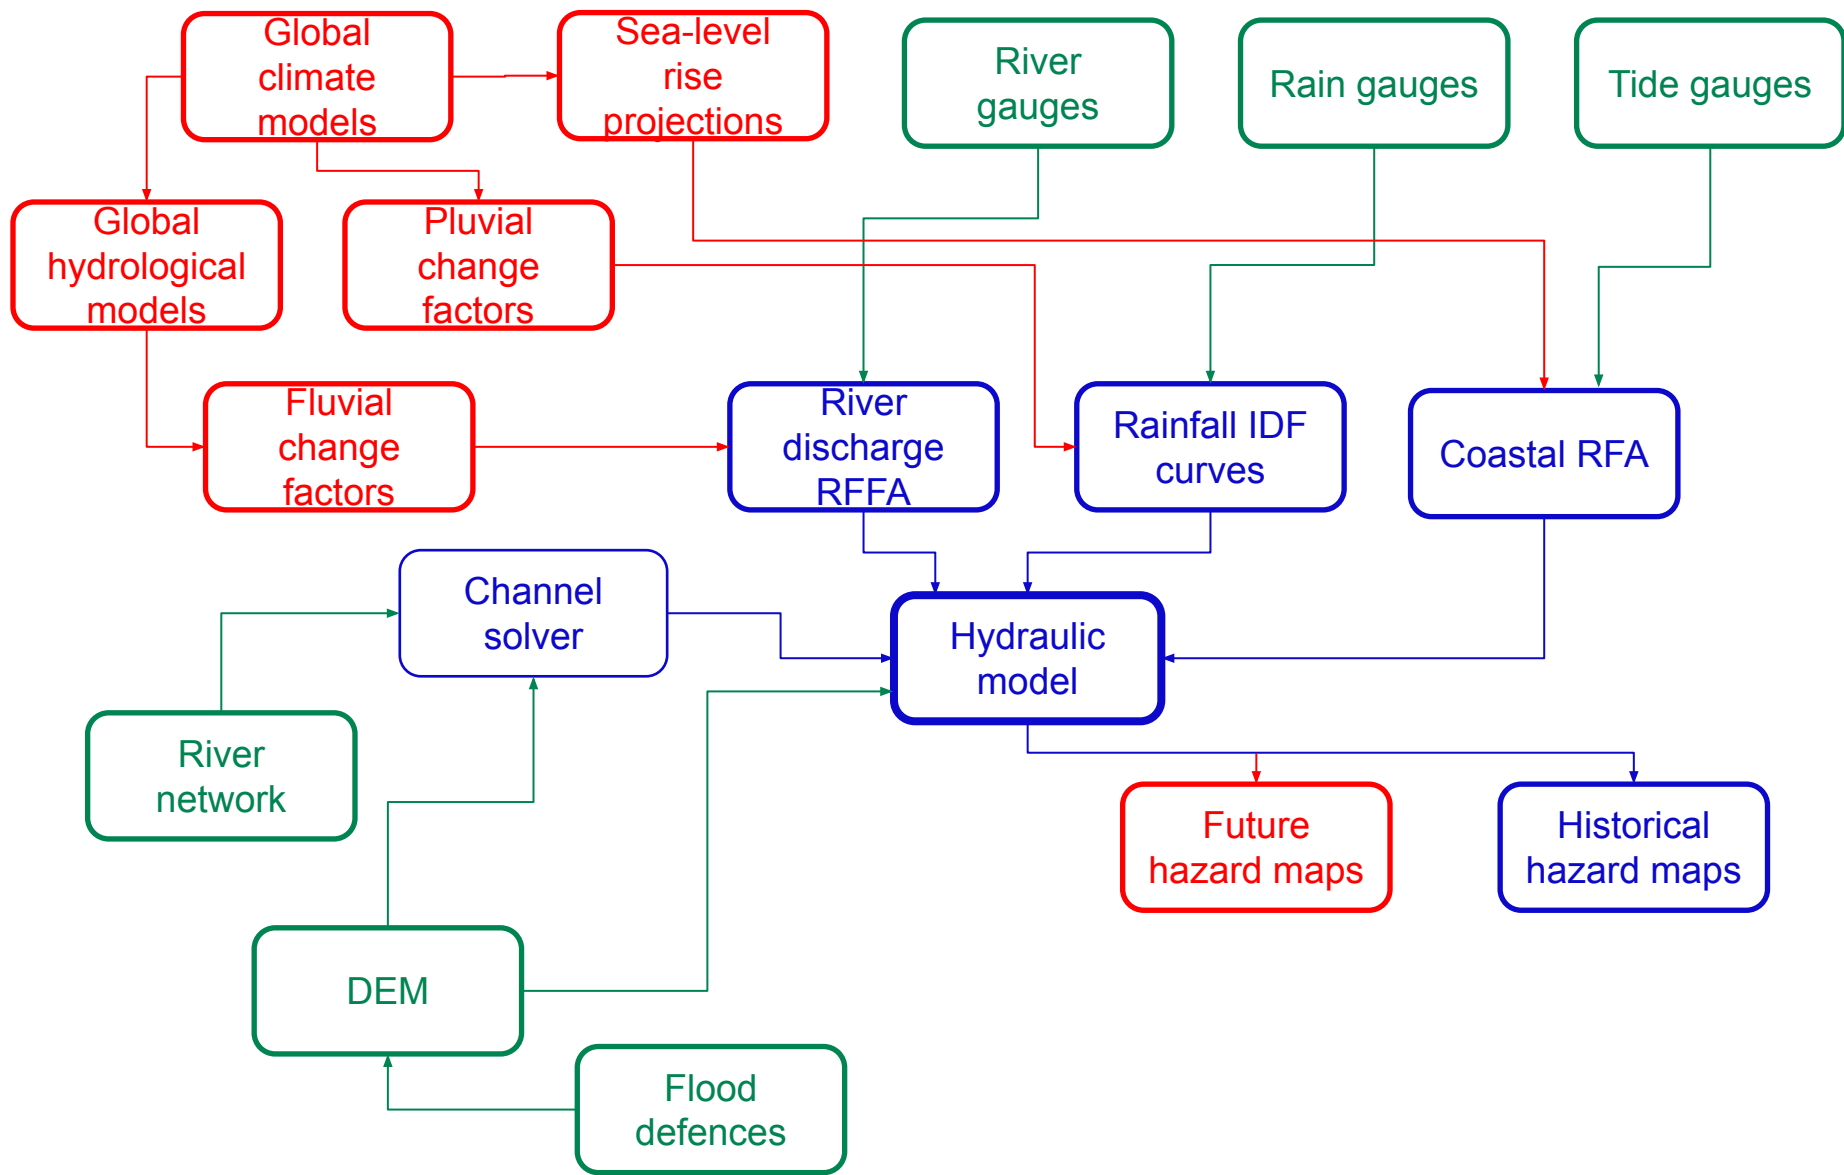 Global
climate
models
Sea-level
rise
projections
River
gauges
Rain gauges
Tide gauges
Global
hydrological
models
Pluvial
change
factors
Fluvial
change
factors
River
discharge
RFFA
Rainfall IDF
curves
Coastal RFA
Channel
solver
Hydraulic
model
River
network
Future
hazard maps
Historical
hazard maps
DEM
Flood
defences